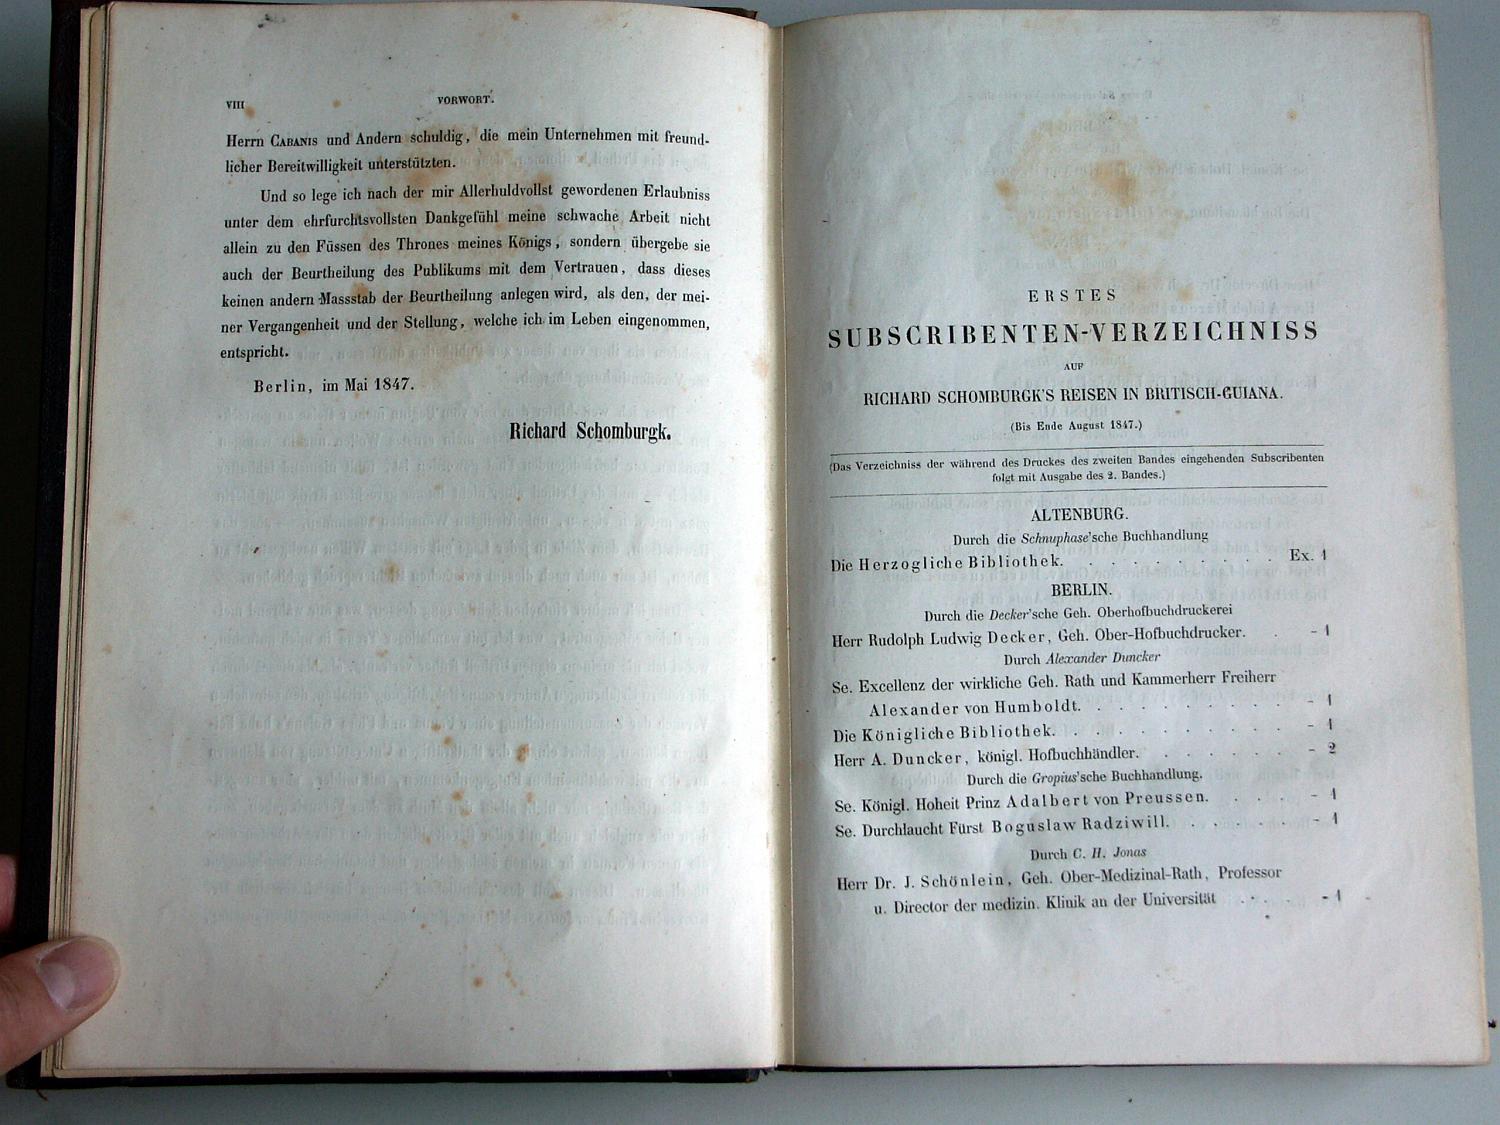 VIII
VORWORT.
Herrn CABANIS und Andern schuldig, die mein Unternehmen mit freund-
licher Bereitwilligkeit unterstützten.
Und so lege ich nach der mir Allerhuldvollst gewordenen Erlaubniss
unter dem ehrfurchtsvollsten Dankgefühl meine schwache Arbeit nicht
allein zu den Füssen des Thrones meines Königs, sondern übergebe sie
auch der Beurtheilung des Publikums mit dem Vertrauen, dass dieses
keinen andern Massstab der Beurtheilung anlegen wird, als den, der mei-
ner Vergangenheit und der Stellung, welche ich im Leben eingenommen,
entspricht.
Berlin, im Mai 1847.
Richard Schomburgk.
ERSTES
SUBSCRIBENTEN-VERZEICHNISS
AUF
RICHARD SCHOMBURGK'S REISEN IN BRITISCH-GUIANA.
(Bis Ende August 1847.)
(Das Verzeichniss der während des Druckes des zweiten Bandes eingehenden Subscribenten
folgt mit Ausgabe des 2. Bandes.)
ALTENBURG.
Durch die Schnuphase'sche Buchhandlung
Die Herzogliche Bibliothek. . . . . . . . . . Ex. 1
BERLIN.
Durch die Decker'sche Geh. Oberhofbuchdruckerei
Herr Rudolph Ludwig Decker, Geh. Ober-Hofbuchdrucker. . - 1
Durch Alexander Duncker
Se. Excellenz der wirkliche Geh. Rath und Kammerherr Freiherr
Alexander von Humboldt. . . . . . . . . - 1
Die Königliche Bibliothek. . . . . . . . . - 1
Herr A. Duncker, königl. Hofbuchhändler. . . . . . . - 2
Durch die Gropius'sche Buchhandlung.
Se. Königl. Hoheit Prinz Adalbert von Preussen. . . . - 1
Se. Durchlaucht Fürst Boguslaw Radziwill. . . . . . - 1
Durch C. H. Jonas
Herr Dr. J. Schönlein, Geh. Ober-Medizinal-Rath, Professor
u. Director der medizin. Klinik an der Universität . . . - 1